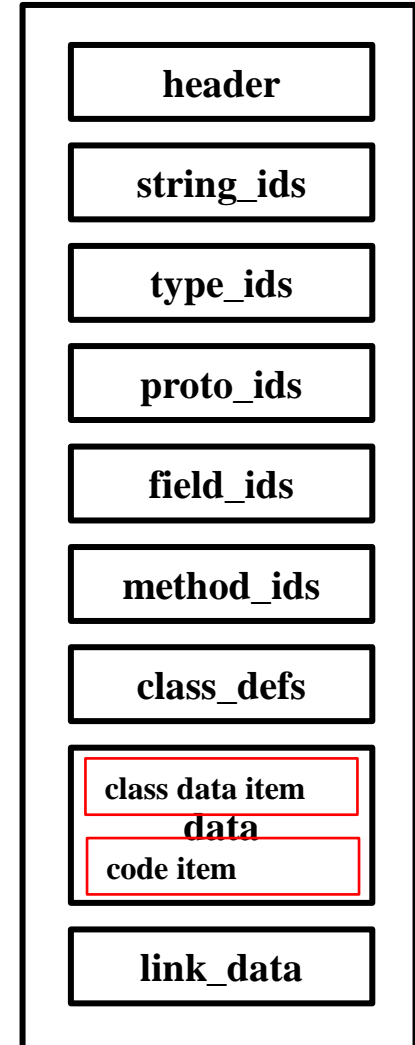 header
string_ids
type_ids
proto_ids
field_ids
method_ids
class_defs
class data item
data
code item
link_data